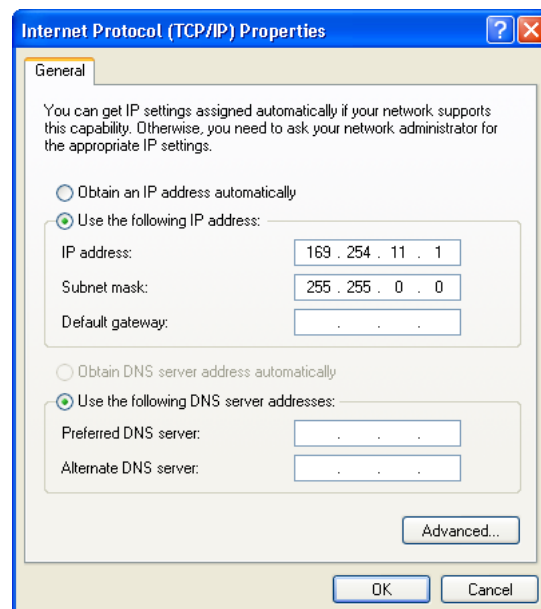 Internet Protocol (TCP/IP) Properties
General
You can get IP settings assigned automatically if your network supports
this capability. Otherwise, you need to ask your network administrator for
the appropriate IP settings.
Obtain an IP address automatically
Use the following IP address:
IP address: 169 . 254 . 11 . 1
Subnet mask: 255 . 255 . 0 . 0
Default gateway: . . .
Obtain DNS server address automatically
Use the following DNS server addresses:
Preferred DNS server: . . .
Alternate DNS server: . . .
Advanced...
OK Cancel